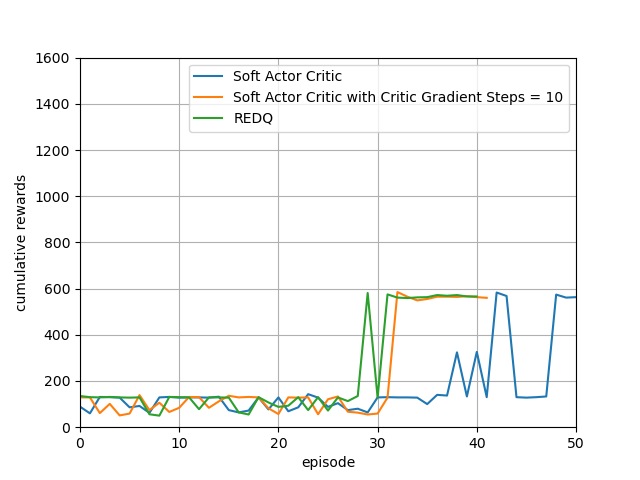 Soft Actor Critic
Soft Actor Critic with Critic Gradient Steps = 10
REDQ
1600
1400
1200
1000
800
600
400
200
0
cumulative rewards
0 10 20 30 40 50
episode